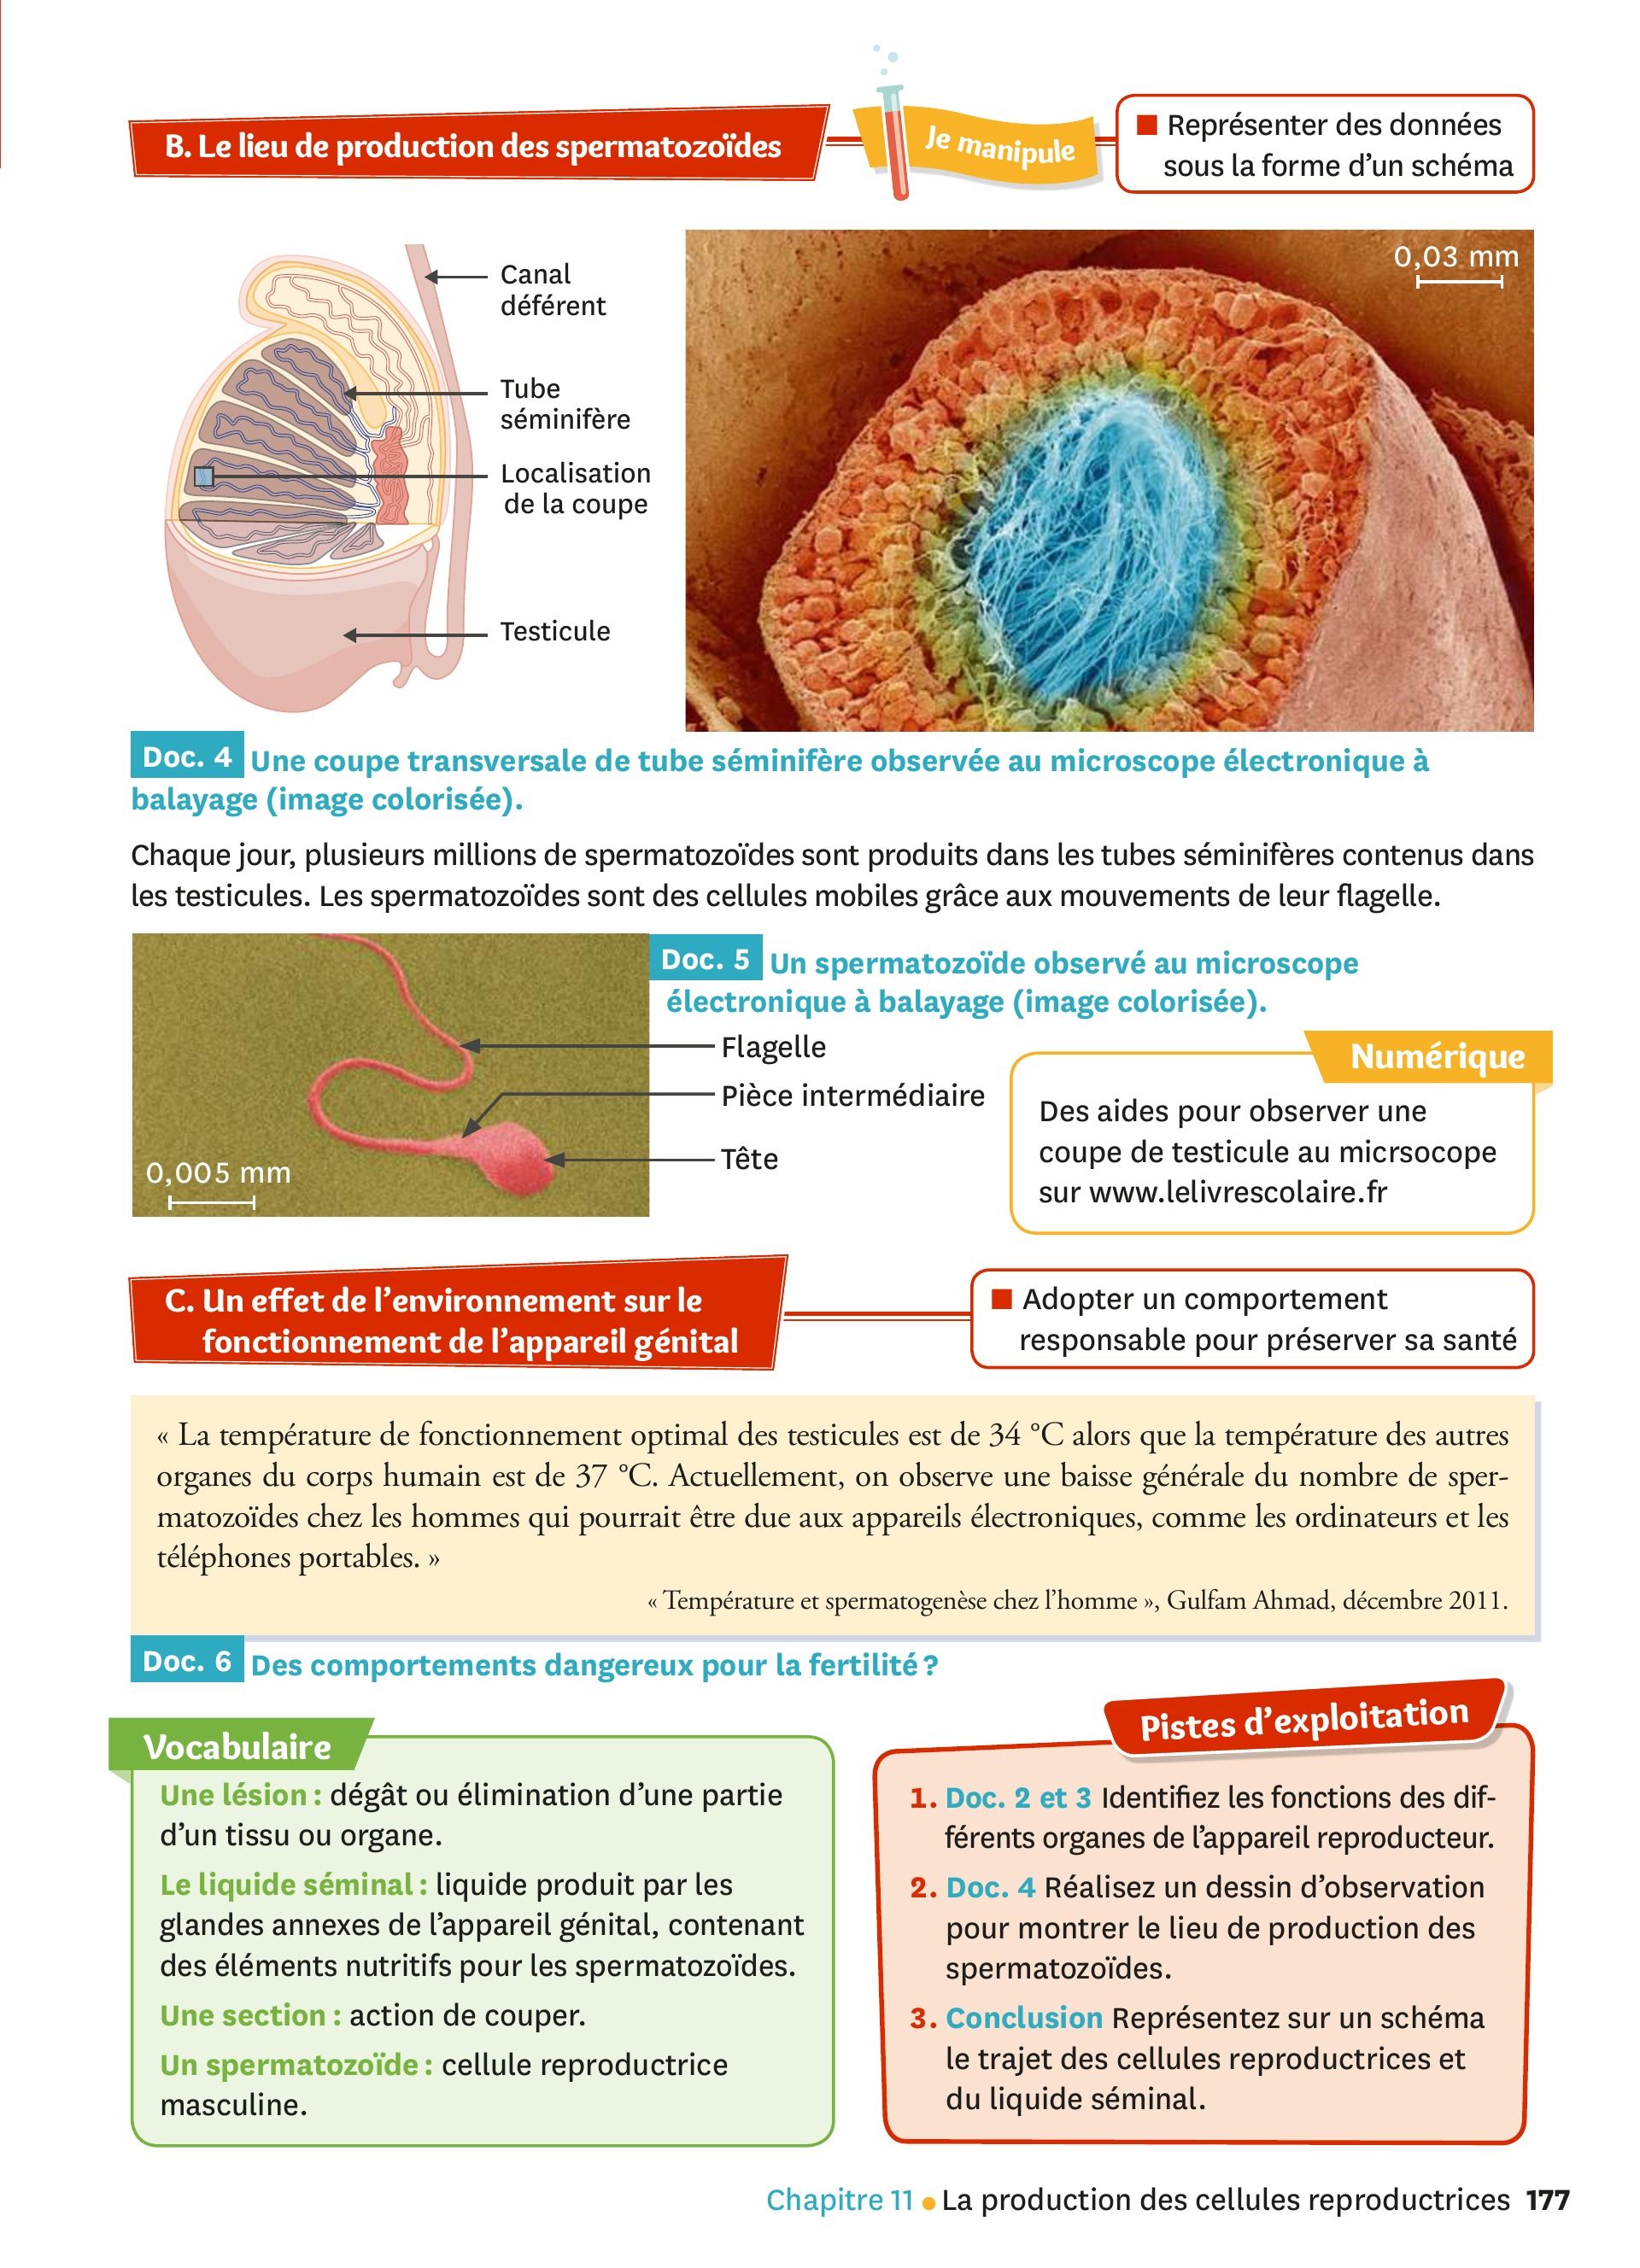 B. Le lieu de production des spermatozoïdes
Je manipule
Représenter des données
sous la forme d'un schéma
Canal
déférent
Tube
séminifère
Localisation
de la coupe
Testicule
0,03 mm
Doc. 4 Une coupe transversale de tube séminifère observée au microscope électronique à
balayage (image colorisée).
Chaque jour, plusieurs millions de spermatozoïdes sont produits dans les tubes séminifères contenus dans
les testicules. Les spermatozoïdes sont des cellules mobiles grâce aux mouvements de leur flagelle.
Doc. 5 Un spermatozoïde observé au microscope
électronique à balayage (image colorisée).
Flagelle
Pièce intermédiaire
Tête
0,005 mm
Numérique
Des aides pour observer une
coupe de testicule au micrsocope
sur www.lelivrescolaire.fr
C. Un effet de l'environnement sur le
fonctionnement de l'appareil génital
Adopter un comportement
responsable pour préserver sa santé
« La température de fonctionnement optimal des testicules est de 34 °C alors que la température des autres
organes du corps humain est de 37 °C. Actuellement, on observe une baisse générale du nombre de sper-
matozoïdes chez les hommes qui pourrait être due aux appareils électroniques, comme les ordinateurs et les
téléphones portables. »
« Température et spermatogenèse chez l'homme », Gulfam Ahmad, décembre 2011.
Doc. 6 Des comportements dangereux pour la fertilité ?
Vocabulaire
Une lésion : dégât ou élimination d'une partie
d'un tissu ou organe.
Le liquide séminal : liquide produit par les
glandes annexes de l'appareil génital, contenant
des éléments nutritifs pour les spermatozoïdes.
Une section : action de couper.
Un spermatozoïde : cellule reproductrice
masculine.
Pistes d'exploitation
1. Doc. 2 et 3 Identifiez les fonctions des dif-
férents organes de l'appareil reproducteur.
2. Doc. 4 Réalisez un dessin d'observation
pour montrer le lieu de production des
spermatozoïdes.
3. Conclusion Représentez sur un schéma
le trajet des cellules reproductrices et
du liquide séminal.
Chapitre 11 • La production des cellules reproductrices 177